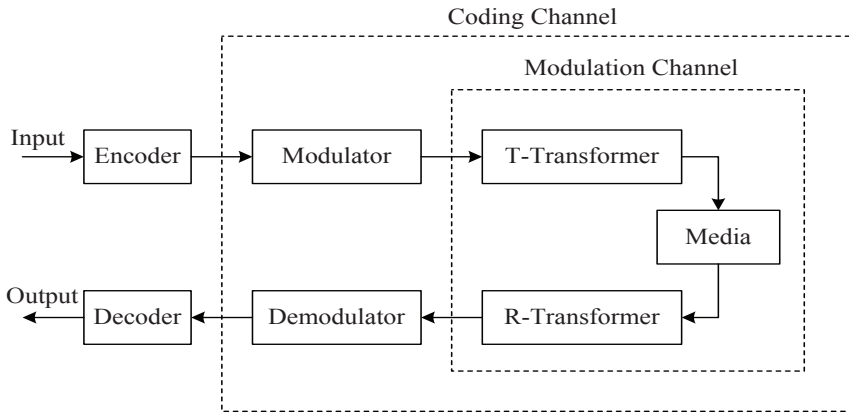 Coding Channel
Modulation Channel
Input
Encoder
Modulator
T-Transformer
Media
Output
Decoder
Demodulator
R-Transformer